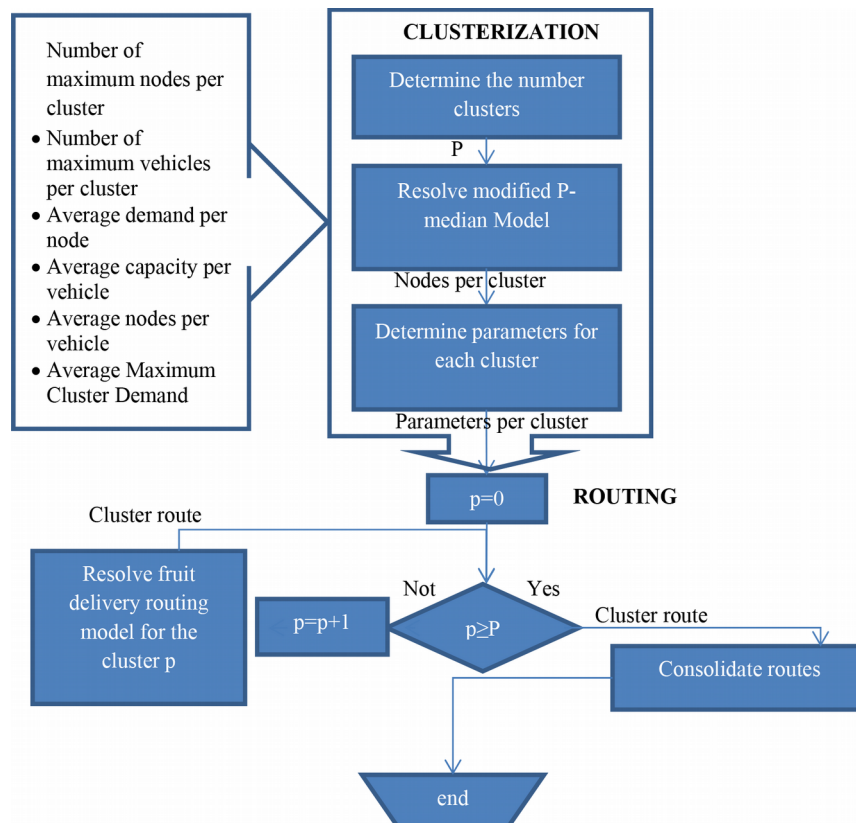 Number of
maximum nodes per
cluster
• Number of
maximum vehicles
per cluster
• Average demand per
node
• Average capacity per
vehicle
• Average nodes per
vehicle
• Average Maximum
Cluster Demand
CLUSTERIZATION
Determine the number
clusters
P
Resolve modified P-
median Model
Nodes per cluster
Determine parameters for
each cluster
Parameters per cluster
p=0
ROUTING
Cluster route
Resolve fruit
delivery routing
model for the
cluster p
p=p+1
Not
Yes
p≥P
Cluster route
Consolidate routes
end